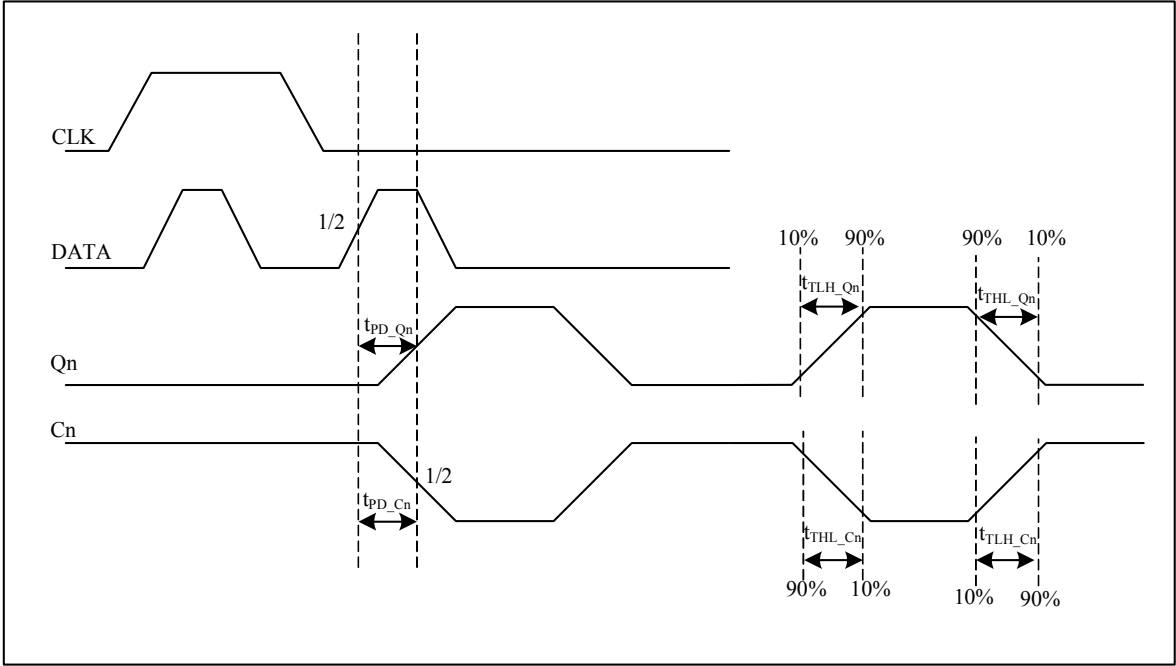 CLK
1/2
DATA
10% 90% 90% 10%
tTLH_Qn tTHL_Qn
tPD_Qn
Qn
Cn
1/2
tPD_Cn
tTHL_Cn tTLH_Cn
90% 10% 10% 90%